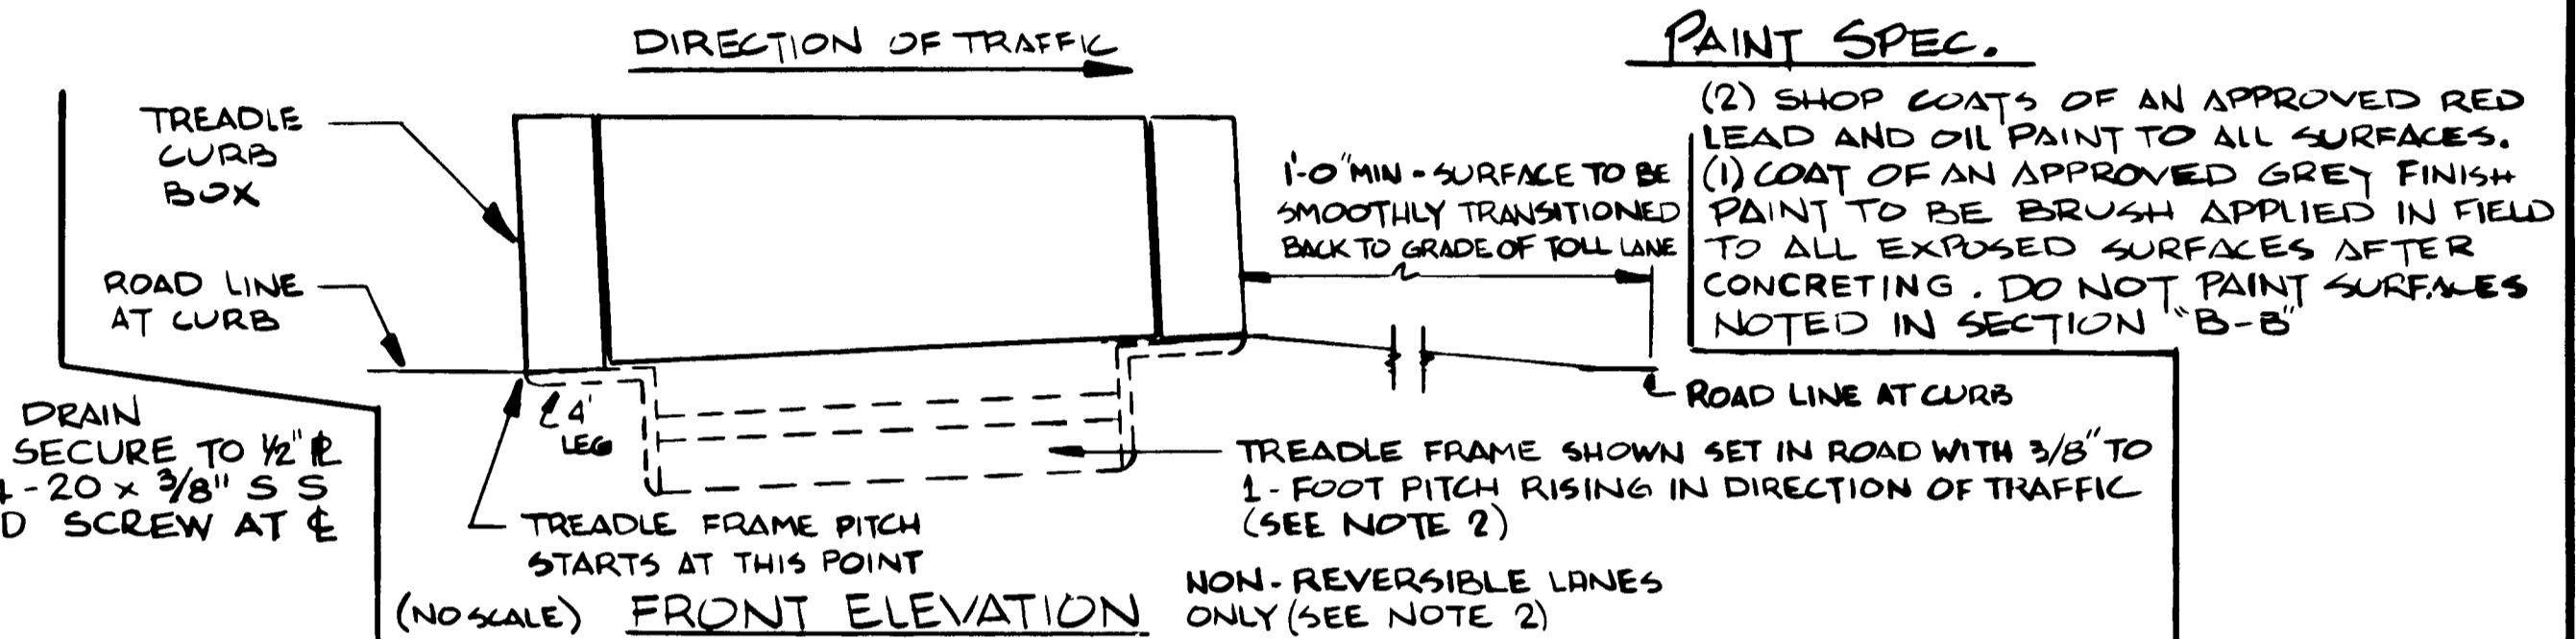 DIRECTION OF TRAFFIC
PAINT SPEC.
(2) SHOP COATS OF AN APPROVED RED
LEAD AND OIL PAINT TO ALL SURFACES.
(1) COAT OF AN APPROVED GREY FINISH
PAINT TO BE BRUSH APPLIED IN FIELD
TO ALL EXPOSED SURFACES AFTER
CONCRETING. DO NOT PAINT SURFACES
NOTED IN SECTION "B-B"
TREADLE
CURB
BOX
1'-0" MIN - SURFACE TO BE
SMOOTHLY TRANSITIONED
BACK TO GRADE OF TOLL LANE
ROAD LINE
AT CURB
ROAD LINE AT CURB
DRAIN
SECURE TO 1/2" ⅊
-20 x 3/8" S S
D SCREW AT ℄
4'
LEG
TREADLE FRAME PITCH
STARTS AT THIS POINT
TREADLE FRAME SHOWN SET IN ROAD WITH 3/8" TO
1-FOOT PITCH RISING IN DIRECTION OF TRAFFIC
(SEE NOTE 2)
(NO SCALE) FRONT ELEVATION
NON-REVERSIBLE LANES
ONLY (SEE NOTE 2)